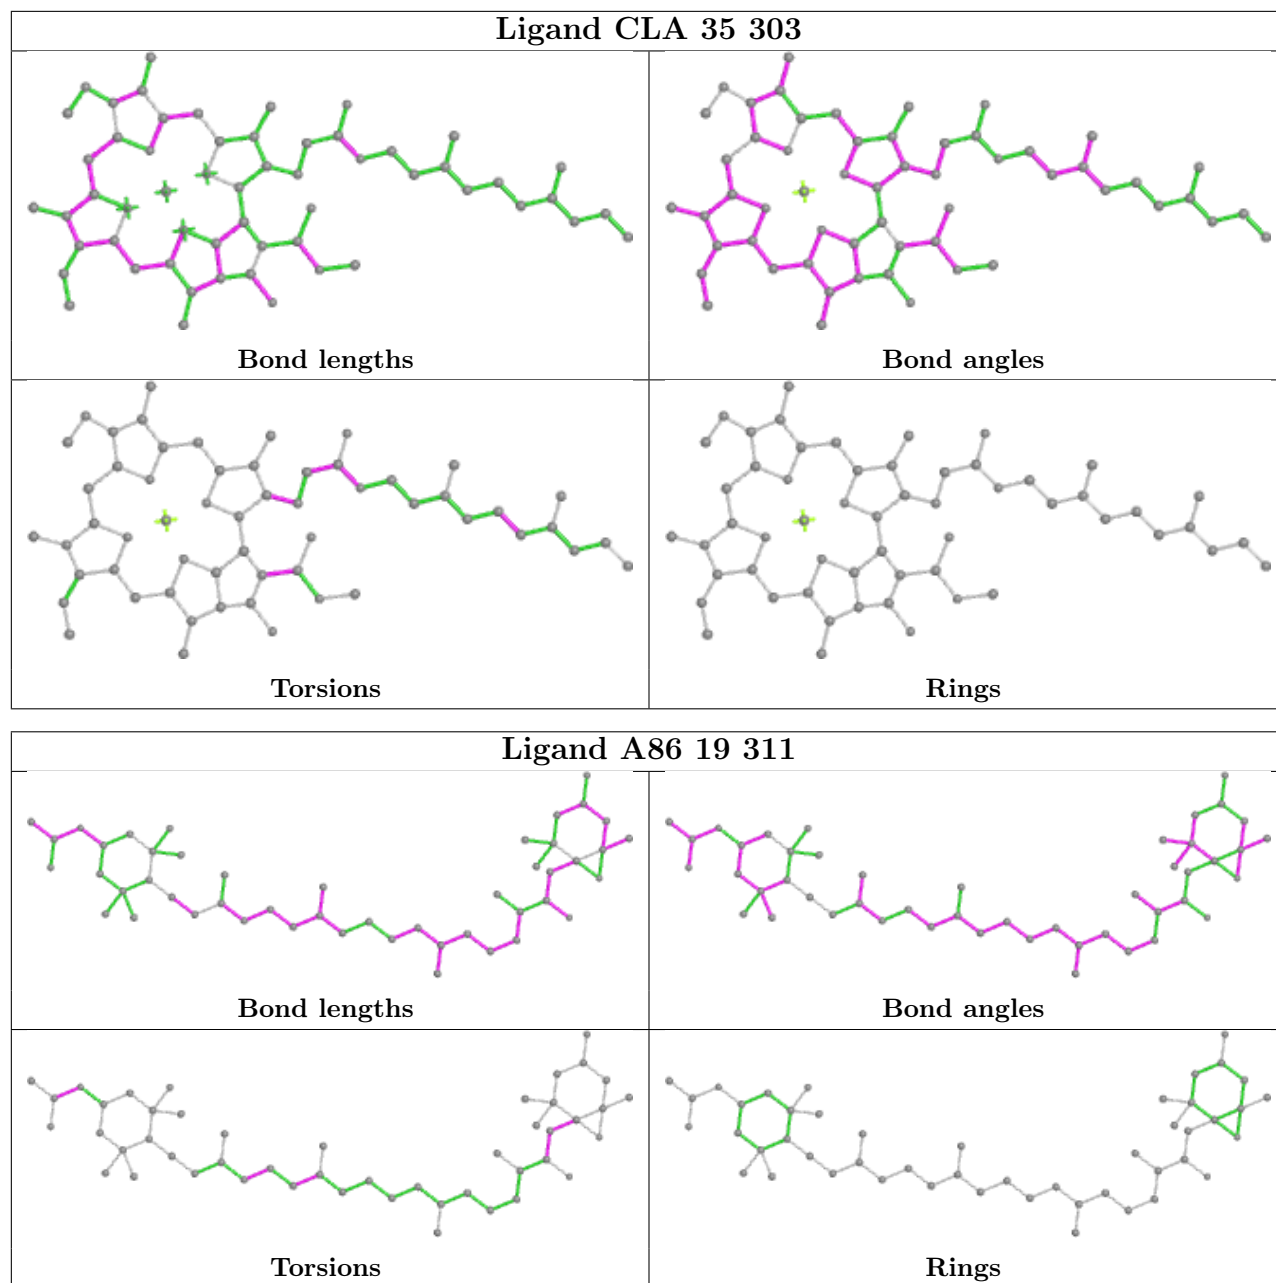 Ligand CLA 35 303
Bond lengths
Bond angles
Torsions
Rings
Ligand A86 19 311
Bond lengths
Bond angles
Torsions
Rings